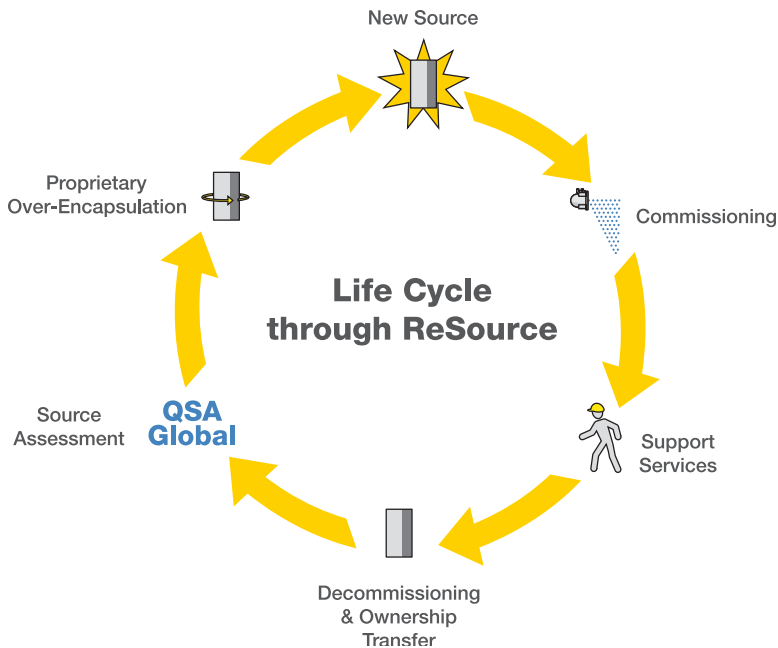 New Source
Proprietary
Over-Encapsulation
Commissioning
Life Cycle
through ReSource
Source
Assessment
QSA
Global
Support
Services
Decommissioning
& Ownership
Transfer